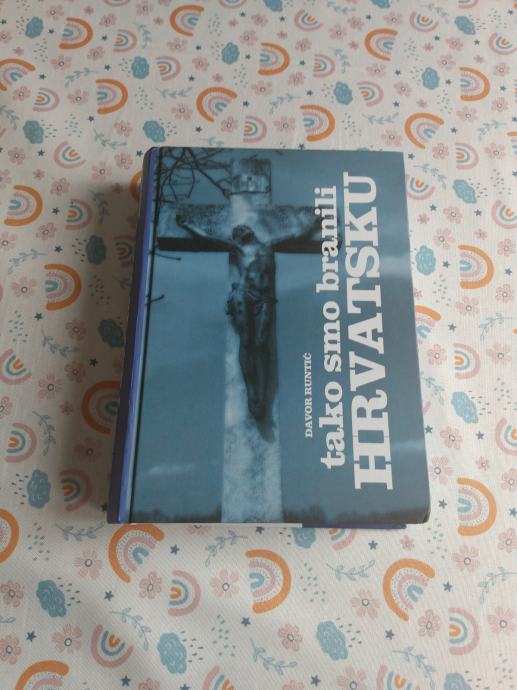 DAVOR RUNTIĆ
tako smo branili
HRVATSKU